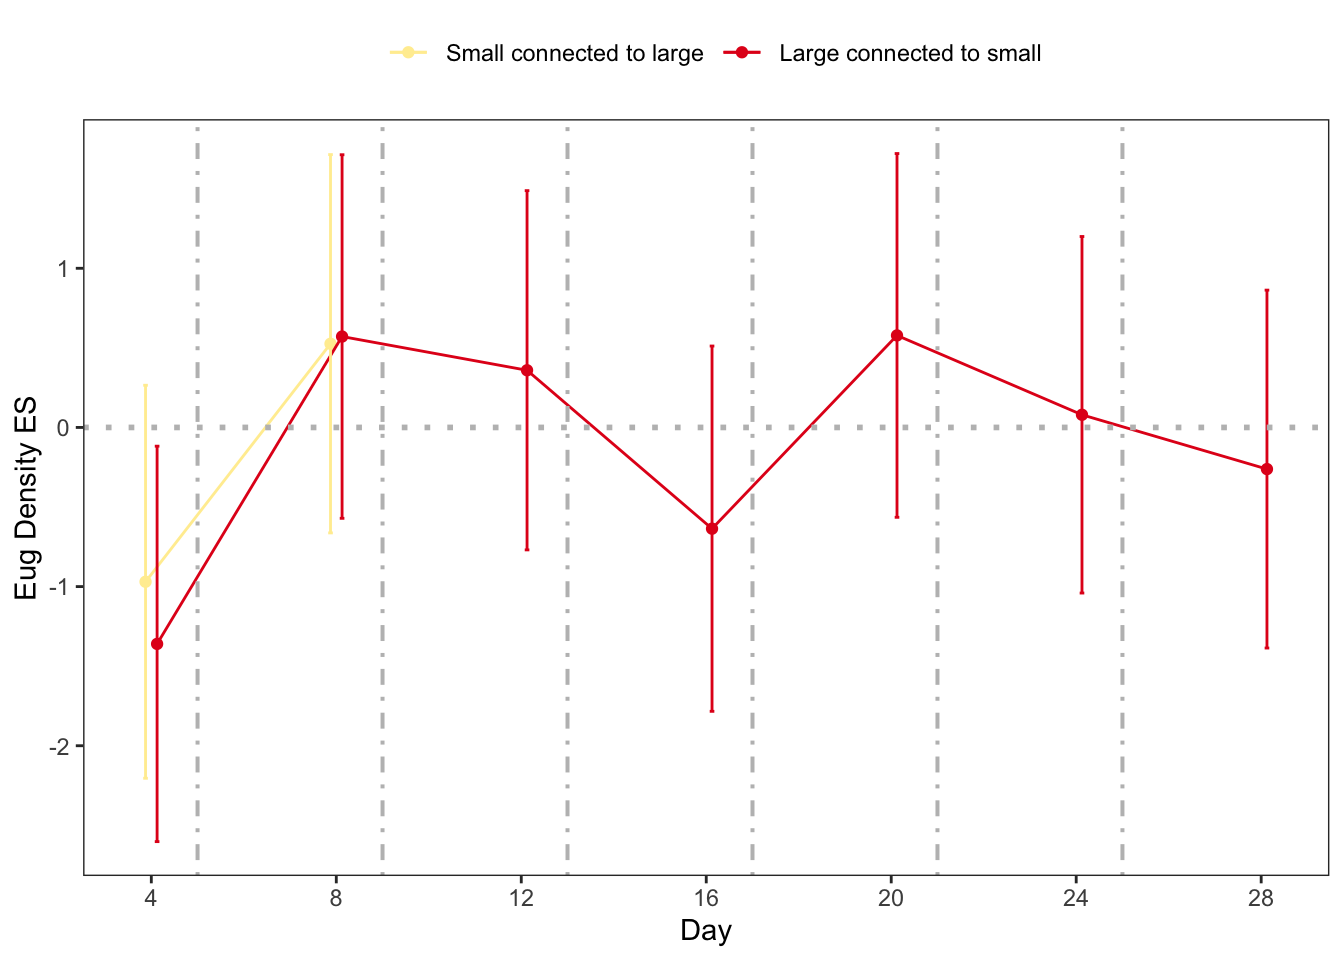 Small connected to large Large connected to small
Eug Density ES
1
0
-1
-2
4 8 12 16 20 24 28
Day